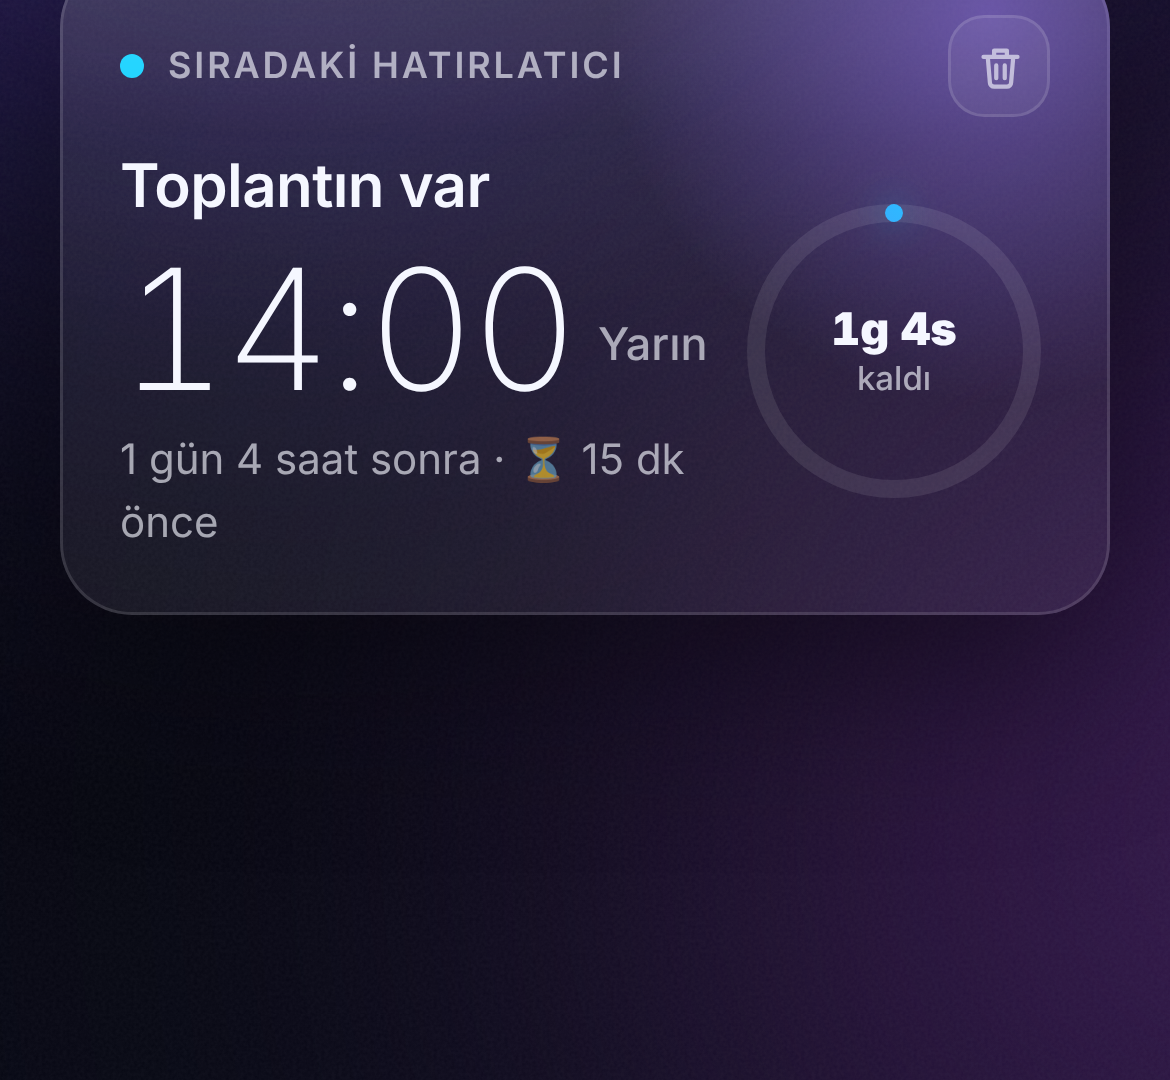 SIRADAKİ HATIRLATICI
Toplantın var
14:00 Yarın
1g 4s
kaldı
1 gün 4 saat sonra · ⏳ 15 dk
önce